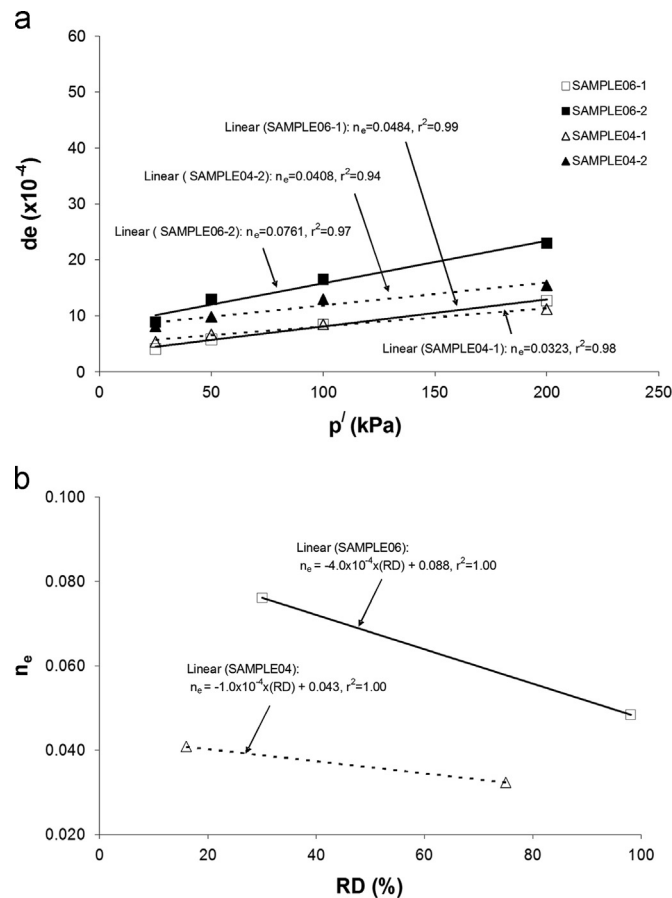 a
60
50
40
30
20
10
0
de (x10⁻⁴)
0
50
100
150
200
250
p′ (kPa)
SAMPLE06-1
SAMPLE06-2
SAMPLE04-1
SAMPLE04-2
Linear (SAMPLE06-1): nₑ=0.0484, r²=0.99
Linear ( SAMPLE04-2): nₑ=0.0408, r²=0.94
Linear ( SAMPLE06-2): nₑ=0.0761, r²=0.97
Linear (SAMPLE04-1): nₑ=0.0323, r²=0.98
b
0.100
0.080
0.060
0.040
0.020
nₑ
0
20
40
60
80
100
RD (%)
Linear (SAMPLE06):
nₑ = -4.0x10⁻⁴x(RD) + 0.088, r²=1.00
Linear (SAMPLE04):
nₑ = -1.0x10⁻⁴x(RD) + 0.043, r²=1.00